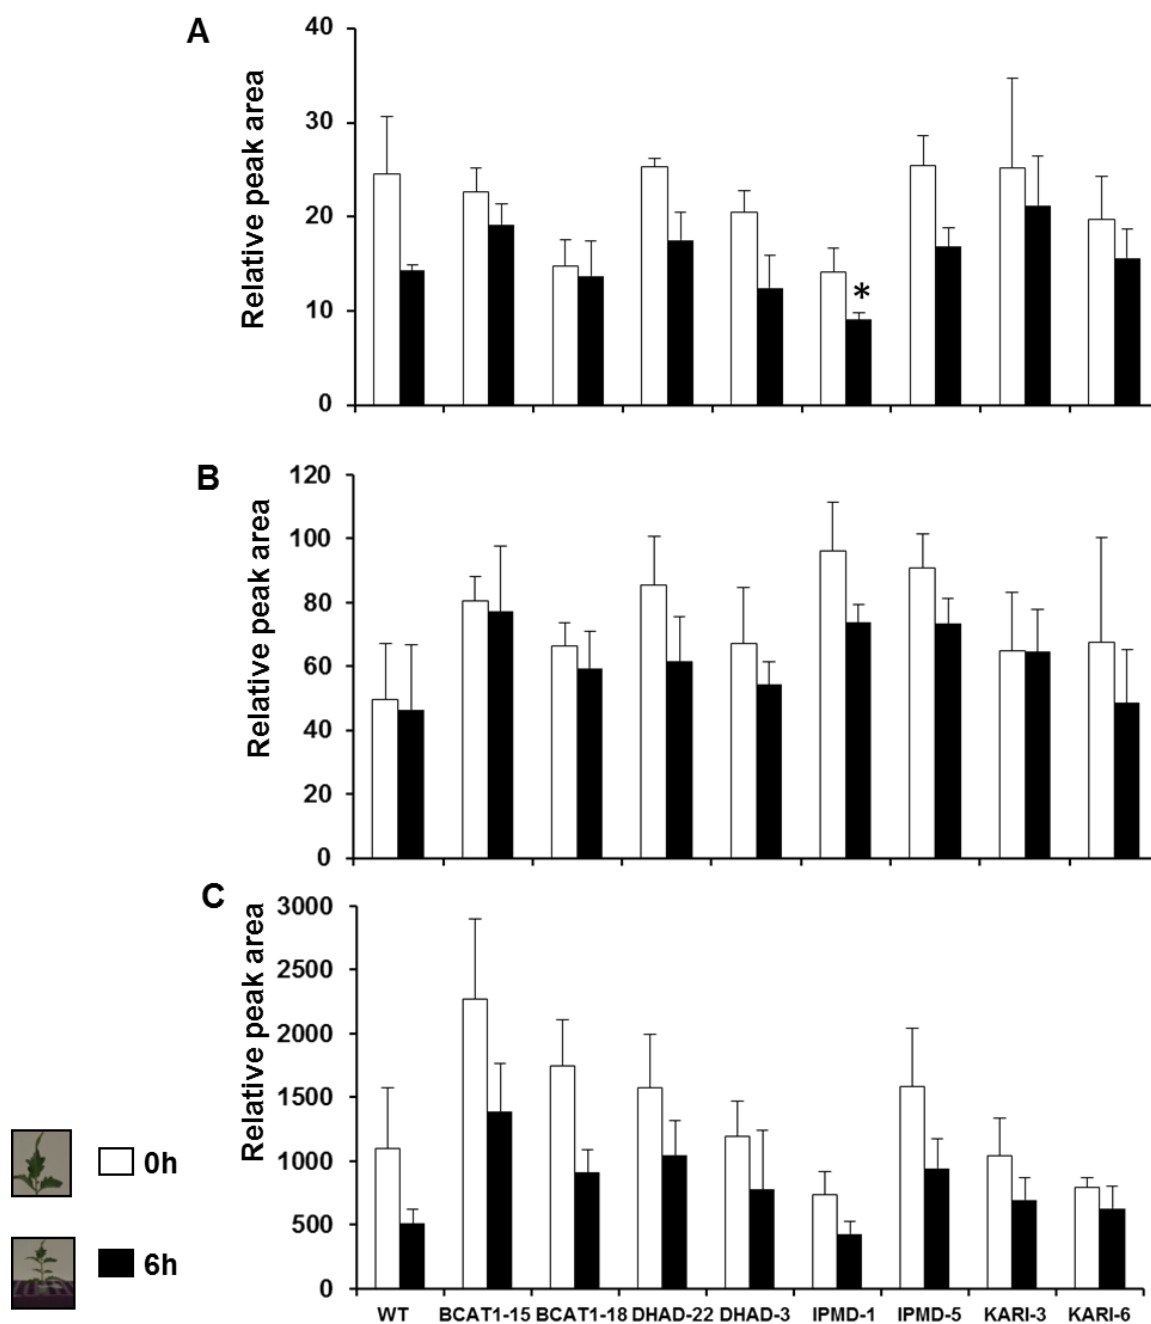 A
Relative peak area
40
30
20
10
0
*
B
Relative peak area
120
100
80
60
40
20
0
C
Relative peak area
3000
2500
2000
1500
1000
500
0
0h
6h
WT BCAT1-15 BCAT1-18 DHAD-22 DHAD-3 IPMD-1 IPMD-5 KARI-3 KARI-6